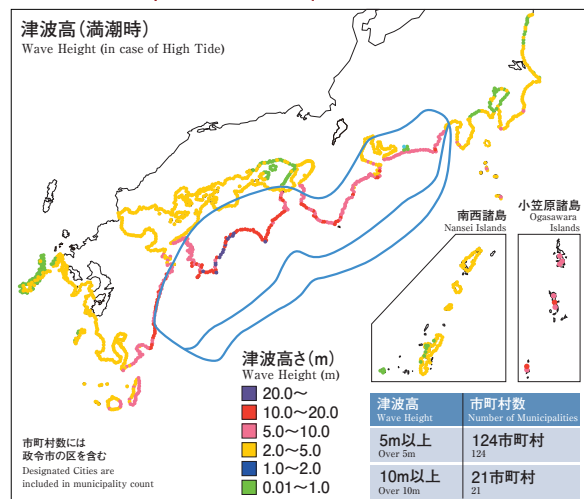 津波高(満潮時)
Wave Height (in case of High Tide)
小笠原諸島
Ogasawara
Islands
南西諸島
Nansei Islands
津波高さ(m)
Wave Height (m)
20.0~
10.0~20.0
5.0~10.0
2.0~5.0
1.0~2.0
0.01~1.0
市町村数には
政令市の区を含む
Designated Cities are
included in municipality count
津波高 市町村数
Wave Height Number of Municipalities
5m以上 124市町村
Over 5m 124
10m以上 21市町村
Over 10m 21